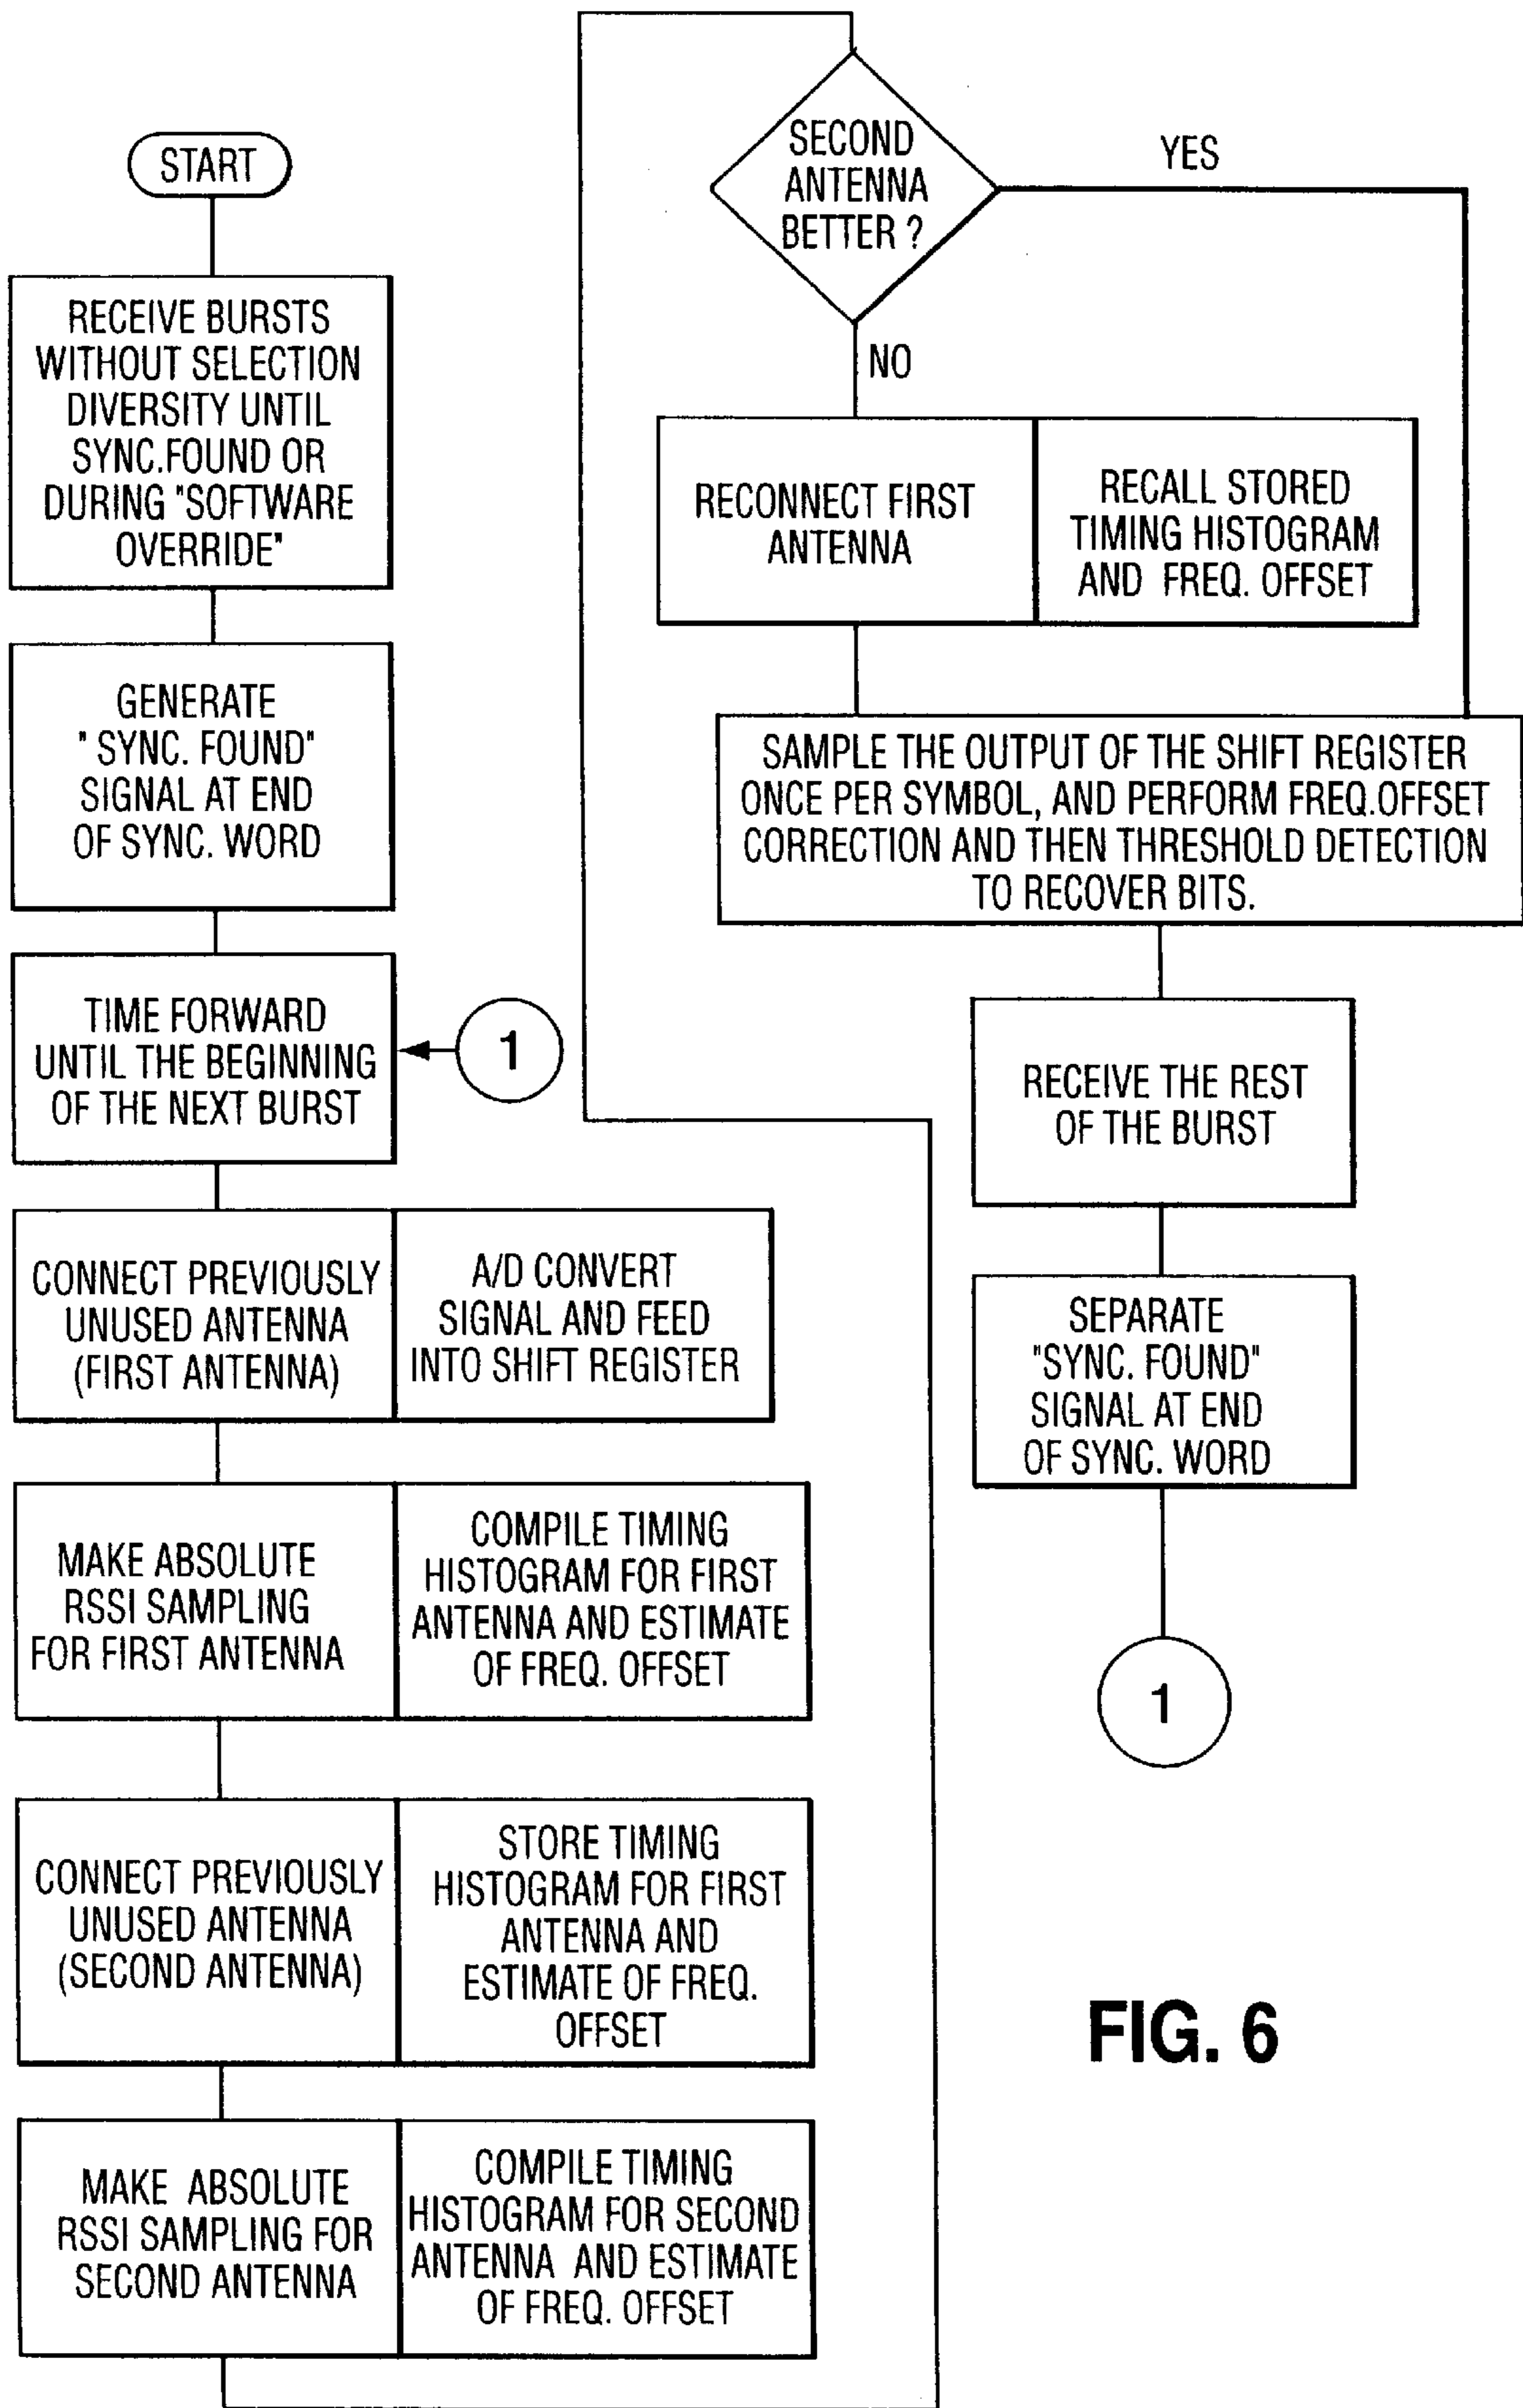 START
RECEIVE BURSTS
WITHOUT SELECTION
DIVERSITY UNTIL
SYNC.FOUND OR
DURING "SOFTWARE
OVERRIDE"
GENERATE
" SYNC. FOUND"
SIGNAL AT END
OF SYNC. WORD
TIME FORWARD
UNTIL THE BEGINNING
OF THE NEXT BURST
1
CONNECT PREVIOUSLY
UNUSED ANTENNA
(FIRST ANTENNA)
A/D CONVERT
SIGNAL AND FEED
INTO SHIFT REGISTER
MAKE ABSOLUTE
RSSI SAMPLING
FOR FIRST ANTENNA
COMPILE TIMING
HISTOGRAM FOR FIRST
ANTENNA AND ESTIMATE
OF FREQ. OFFSET
CONNECT PREVIOUSLY
UNUSED ANTENNA
(SECOND ANTENNA)
STORE TIMING
HISTOGRAM FOR FIRST
ANTENNA AND
ESTIMATE OF FREQ.
OFFSET
MAKE ABSOLUTE
RSSI SAMPLING FOR
SECOND ANTENNA
COMPILE TIMING
HISTOGRAM FOR SECOND
ANTENNA AND ESTIMATE
OF FREQ. OFFSET
SECOND
ANTENNA
BETTER ?
YES
NO
RECONNECT FIRST
ANTENNA
RECALL STORED
TIMING HISTOGRAM
AND FREQ. OFFSET
SAMPLE THE OUTPUT OF THE SHIFT REGISTER
ONCE PER SYMBOL, AND PERFORM FREQ.OFFSET
CORRECTION AND THEN THRESHOLD DETECTION
TO RECOVER BITS.
RECEIVE THE REST
OF THE BURST
SEPARATE
"SYNC. FOUND"
SIGNAL AT END
OF SYNC. WORD
1
FIG. 6